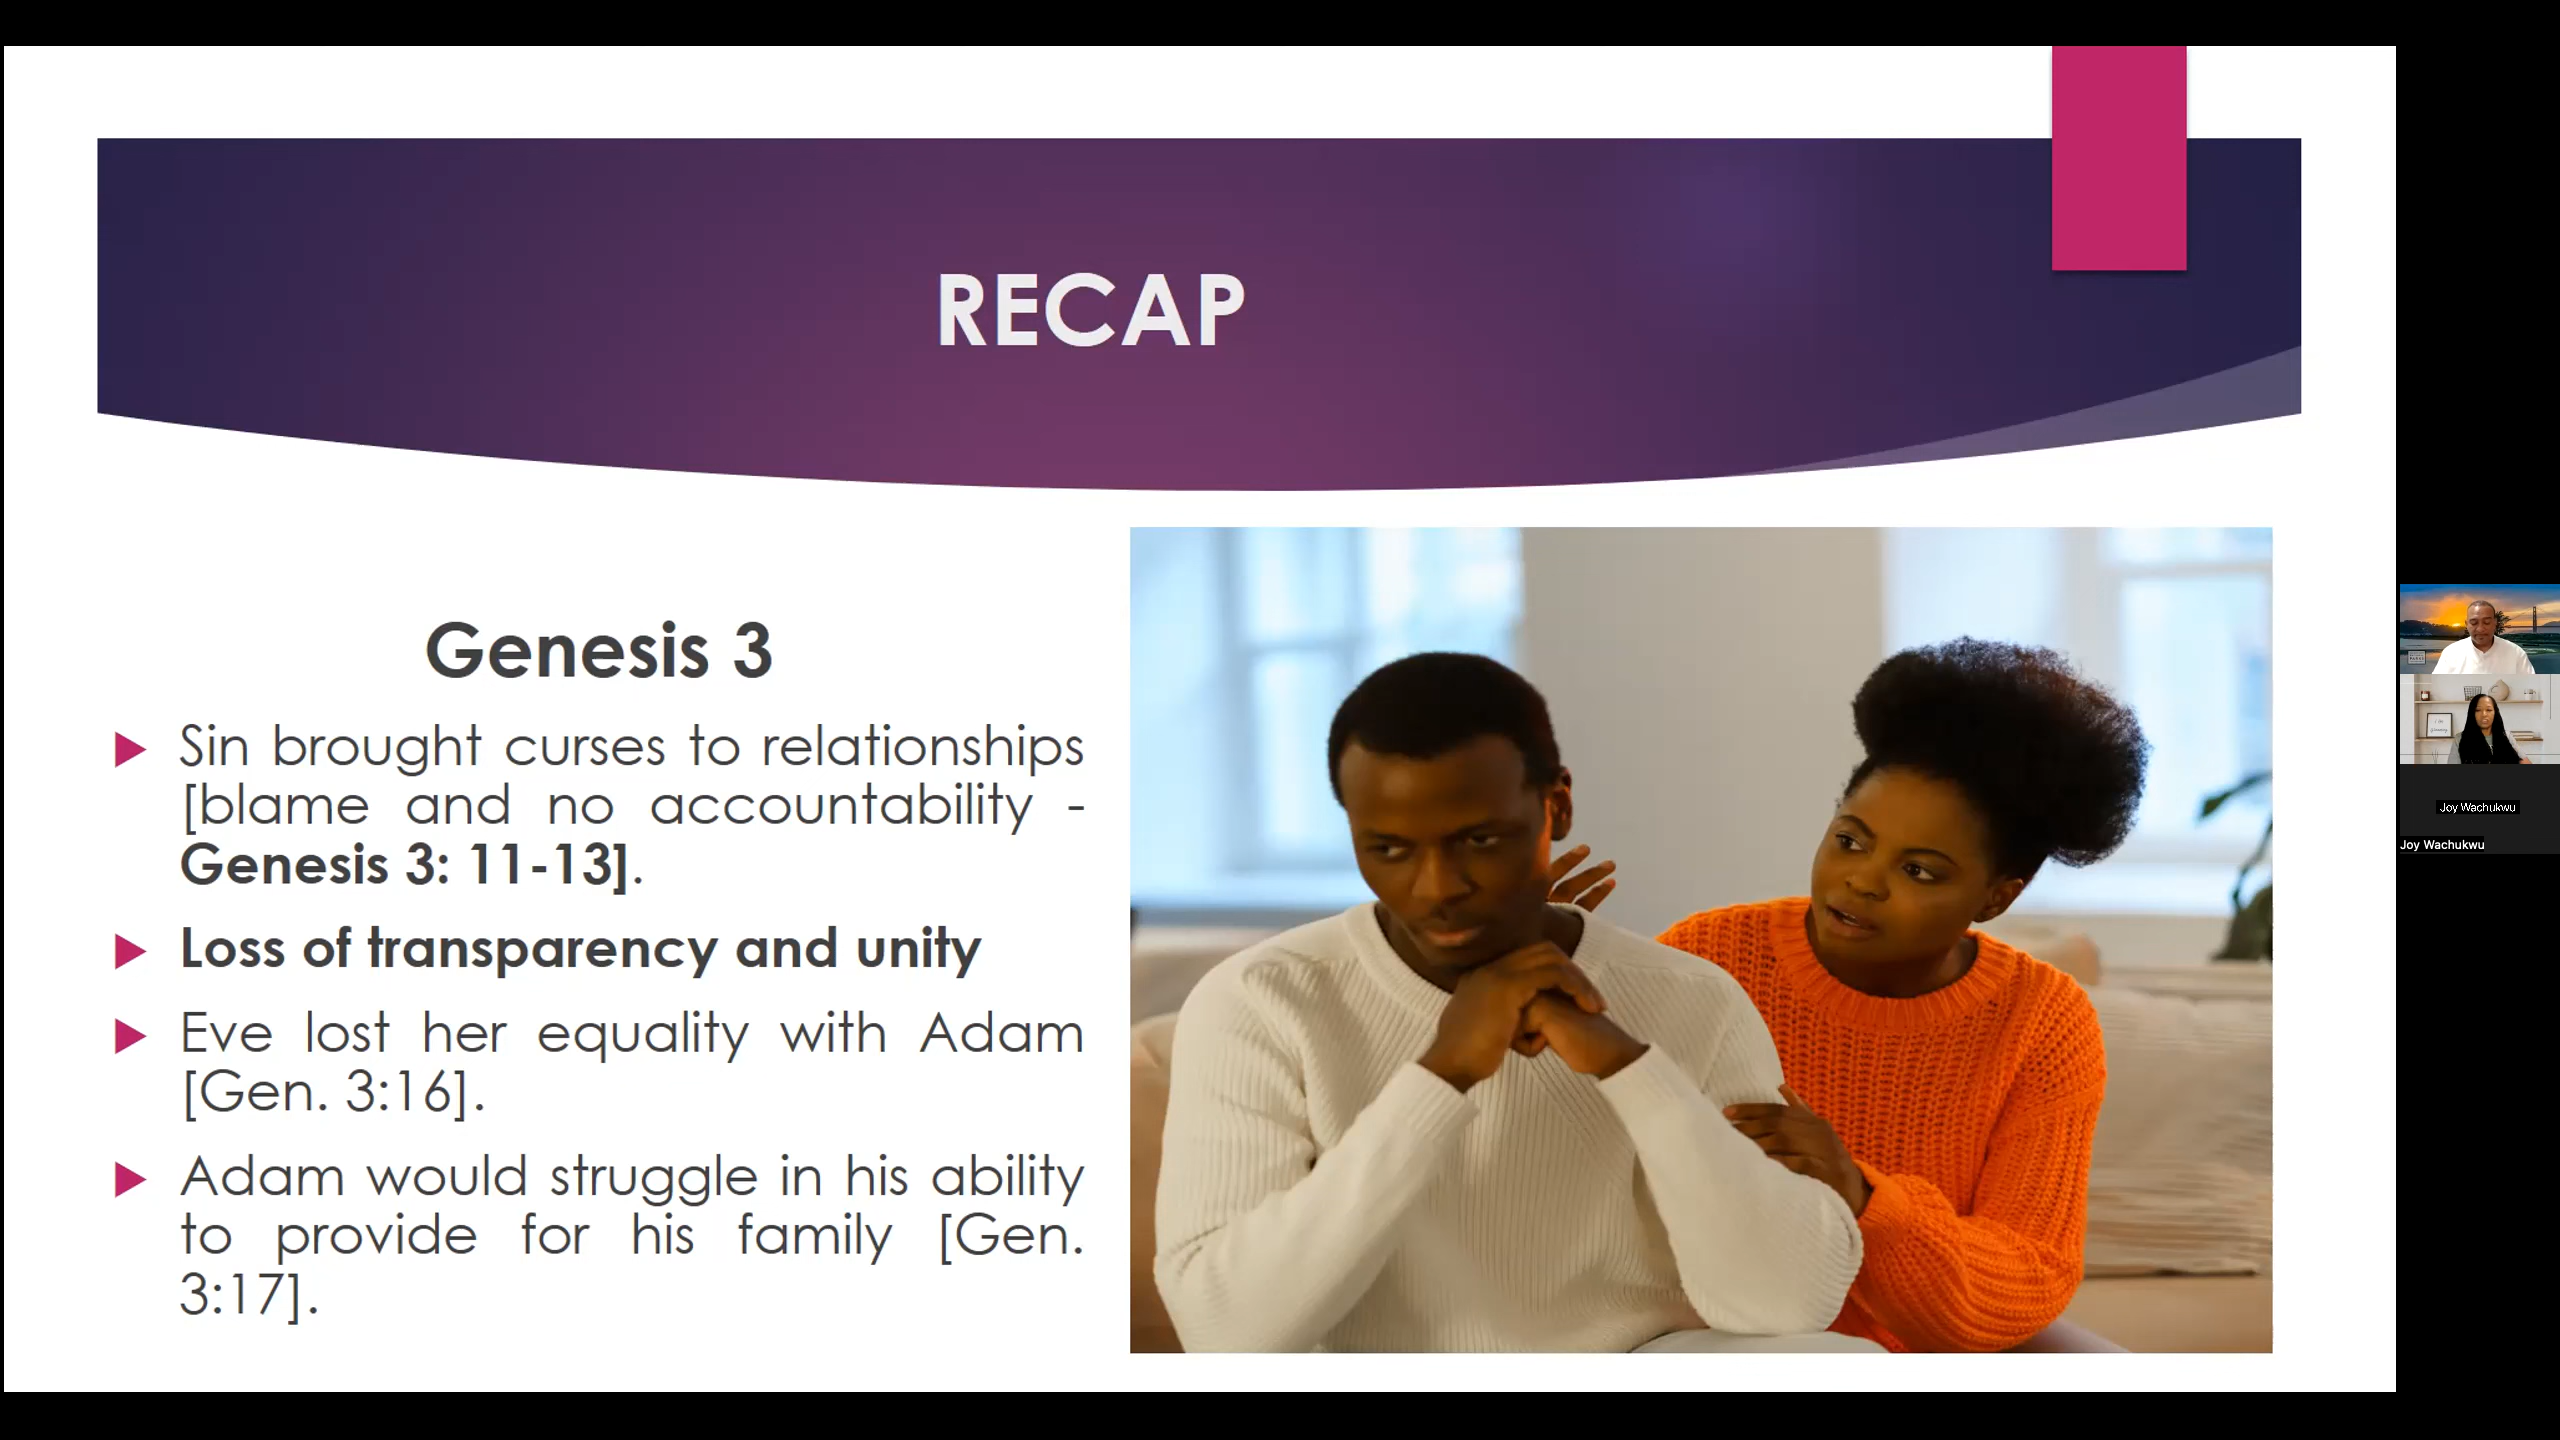 RECAP
Genesis 3
Sin brought curses to relationships
[blame and no accountability -
Genesis 3: 11-13].
Loss of transparency and unity
Eve lost her equality with Adam
[Gen. 3:16].
Adam would struggle in his ability
to provide for his family [Gen.
3:17].
Joy Wachukwu
Joy Wachukwu